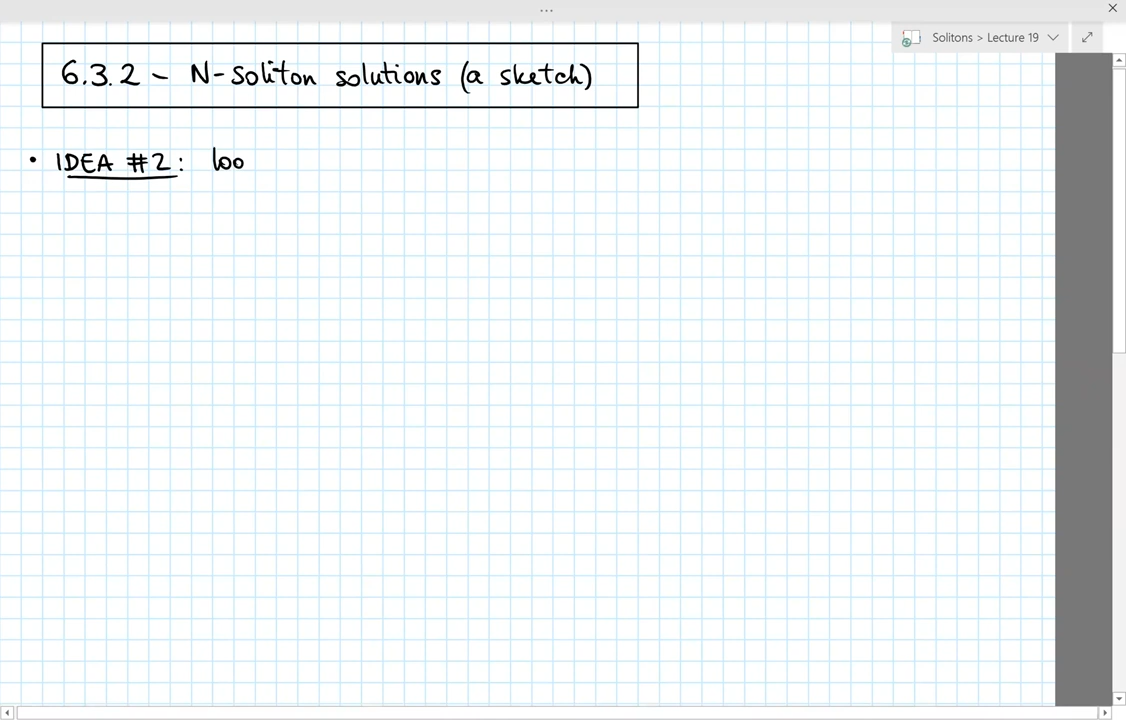 ...
Solitons > Lecture 19
6.3.2 - N-soliton solutions (a sketch)
• IDEA #2: loo